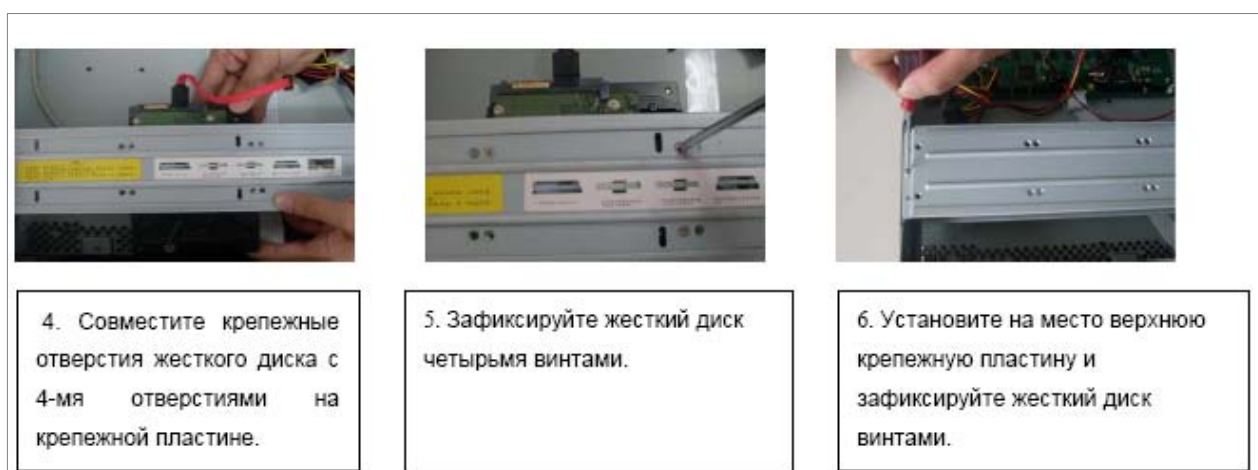 4. Совместите крепежные
отверстия жесткого диска с
4-мя отверстиями на
крепежной пластине.
5. Зафиксируйте жесткий диск
четырьмя винтами.
6. Установите на место верхнюю
крепежную пластину и
зафиксируйте жесткий диск
винтами.